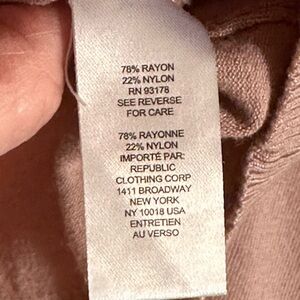 78% RAYON
22% NYLON
RN 93178
SEE REVERSE
FOR CARE
78% RAYONNE
22% NYLON
IMPORTÉ PAR:
REPUBLIC
CLOTHING CORP
1411 BROADWAY
NEW YORK
NY 10018 USA
ENTRETIEN
AU VERSO